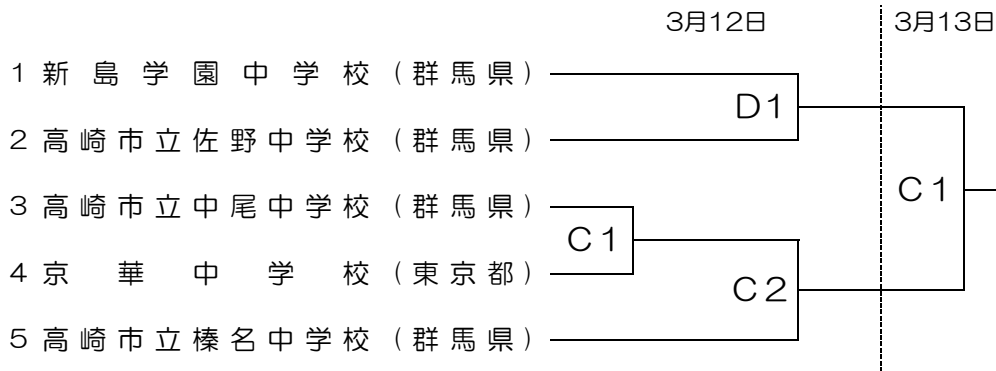 3月12日 3月13日
1 新島学園中学校(群馬県)
D1
2 高崎市立佐野中学校(群馬県)
C1
3 高崎市立中尾中学校(群馬県)
C1
4 京華中学校(東京都)
C2
5 高崎市立榛名中学校(群馬県)